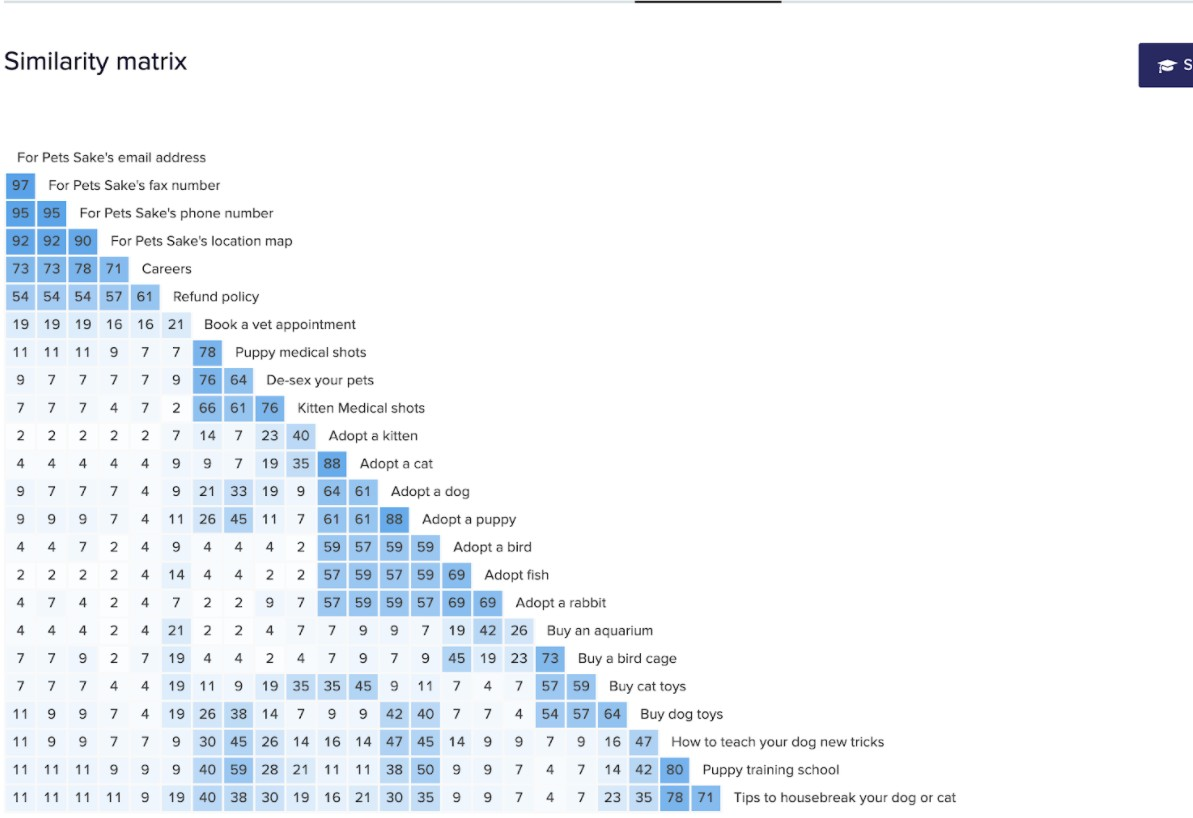 Similarity matrix
S
For Pets Sake's email address
97 For Pets Sake's fax number
95 95 For Pets Sake's phone number
92 92 90 For Pets Sake's location map
73 73 78 71 Careers
54 54 54 57 61 Refund policy
19 19 19 16 16 21 Book a vet appointment
11 11 11 9 7 7 78 Puppy medical shots
9 7 7 7 7 9 76 64 De-sex your pets
7 7 7 4 7 2 66 61 76 Kitten Medical shots
2 2 2 2 2 7 14 7 23 40 Adopt a kitten
4 4 4 4 4 9 9 7 19 35 88 Adopt a cat
9 7 7 7 4 9 21 33 19 9 64 61 Adopt a dog
9 9 9 7 4 11 26 45 11 7 61 61 88 Adopt a puppy
4 4 7 2 4 9 4 4 4 2 59 57 59 59 Adopt a bird
2 2 2 2 4 14 4 4 2 2 57 59 57 59 69 Adopt fish
4 7 4 2 4 7 2 2 9 7 57 59 59 57 69 69 Adopt a rabbit
4 4 4 2 4 21 2 2 4 7 7 9 9 7 19 42 26 Buy an aquarium
7 7 9 2 7 19 4 4 2 4 7 9 7 9 45 19 23 73 Buy a bird cage
7 7 7 4 4 19 11 9 19 35 35 45 9 11 7 4 7 57 59 Buy cat toys
11 9 9 7 4 19 26 38 14 7 9 9 42 40 7 7 4 54 57 64 Buy dog toys
11 9 9 7 7 9 30 45 26 14 16 14 47 45 14 9 9 7 9 16 47 How to teach your dog new tricks
11 11 11 9 9 9 40 59 28 21 11 11 38 50 9 9 7 4 7 14 42 80 Puppy training school
11 11 11 11 9 19 40 38 30 19 16 21 30 35 9 9 7 4 7 23 35 78 71 Tips to housebreak your dog or cat